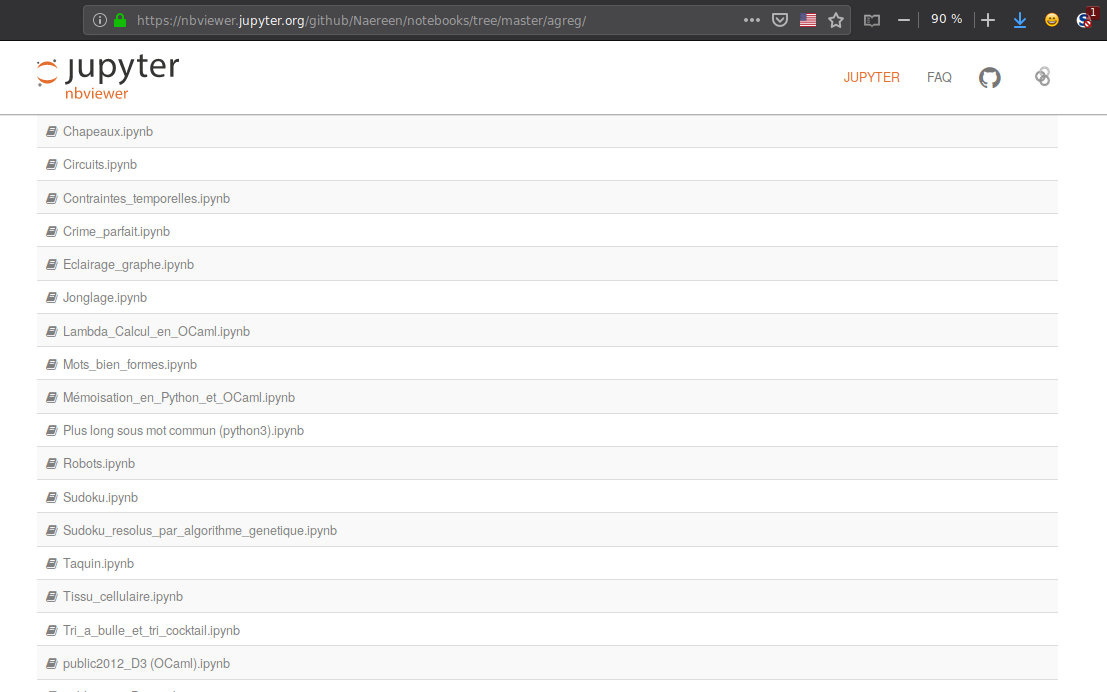 https://nbviewer.jupyter.org/github/Naereen/notebooks/tree/master/agreg/
90 %
1
jupyter
nbviewer
JUPYTER
FAQ
Chapeaux.ipynb
Circuits.ipynb
Contraintes_temporelles.ipynb
Crime_parfait.ipynb
Eclairage_graphe.ipynb
Jonglage.ipynb
Lambda_Calcul_en_OCaml.ipynb
Mots_bien_formes.ipynb
Mémoisation_en_Python_et_OCaml.ipynb
Plus long sous mot commun (python3).ipynb
Robots.ipynb
Sudoku.ipynb
Sudoku_resolus_par_algorithme_genetique.ipynb
Taquin.ipynb
Tissu_cellulaire.ipynb
Tri_a_bulle_et_tri_cocktail.ipynb
public2012_D3 (OCaml).ipynb